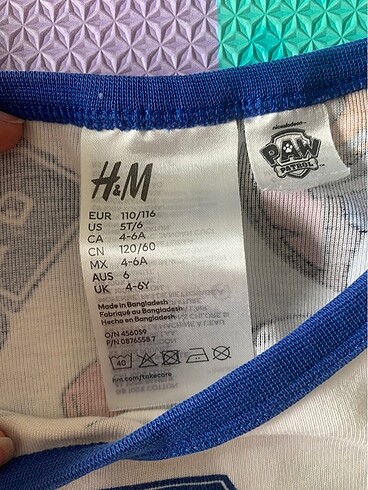 H&M
nickelodeon
PAW
PATROL
EUR 110/116
US 5T/6
CA 4-6A
CN 120/60
MX 4-6A
AUS 6
UK 4-6Y
Made in Bangladesh
Fabriqué au Bangladesh
Hecho en Bangladesh
O/N 456059
P/N 0876558 7
40
hm.com/takecare